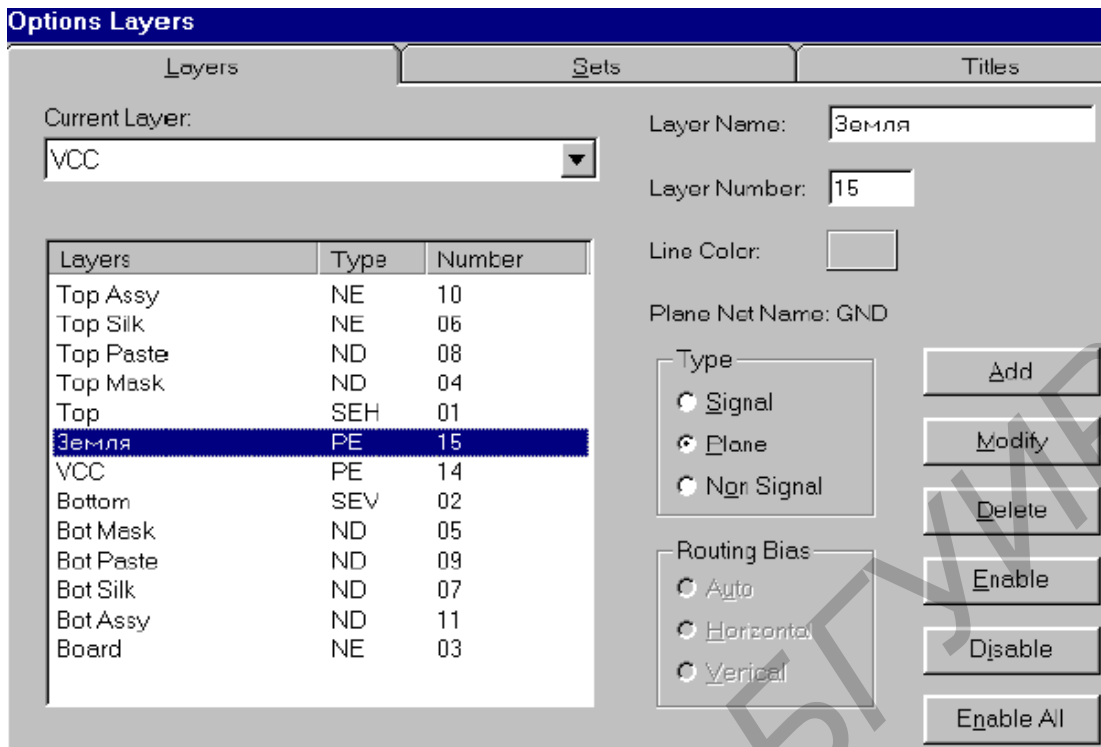 Options Layers
Layers Sets Titles
Current Layer:
VCC
Layers Type Number
Top Assy NE 10
Top Silk NE 06
Top Paste ND 08
Top Mask ND 04
Top SEH 01
Земля PE 15
VCC PE 14
Bottom SEV 02
Bot Mask ND 05
Bot Paste ND 09
Bot Silk ND 07
Bot Assy ND 11
Board NE 03
Layer Name: Земля
Layer Number: 15
Line Color:
Plane Net Name: GND
Type
Signal
Plane
Non Signal
Routing Bias
Auto
Horizontal
Verical
Add
Modify
Delete
Enable
Disable
Enable All
БГУИР